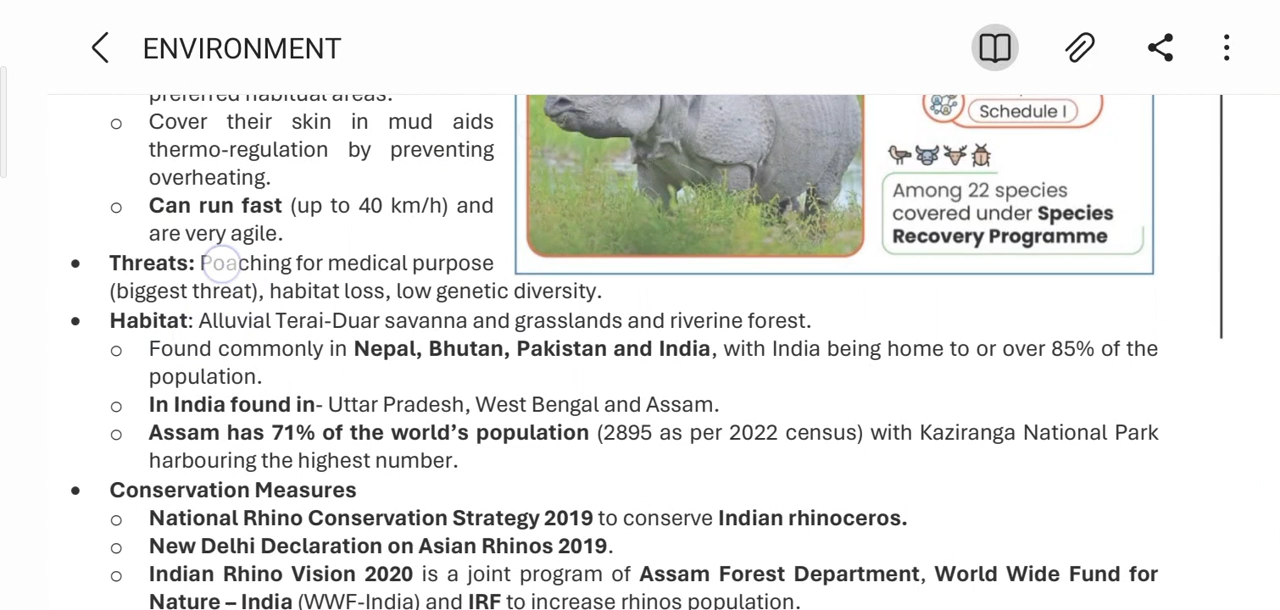 ENVIRONMENT
preferred habitual areas.
Cover their skin in mud aids
thermo-regulation by preventing
overheating.
Can run fast (up to 40 km/h) and
are very agile.
Threats: Poaching for medical purpose
(biggest threat), habitat loss, low genetic diversity.
Schedule I
Among 22 species
covered under Species
Recovery Programme
Habitat: Alluvial Terai-Duar savanna and grasslands and riverine forest.
Found commonly in Nepal, Bhutan, Pakistan and India, with India being home to or over 85% of the
population.
In India found in- Uttar Pradesh, West Bengal and Assam.
Assam has 71% of the world’s population (2895 as per 2022 census) with Kaziranga National Park
harbouring the highest number.
Conservation Measures
National Rhino Conservation Strategy 2019 to conserve Indian rhinoceros.
New Delhi Declaration on Asian Rhinos 2019.
Indian Rhino Vision 2020 is a joint program of Assam Forest Department, World Wide Fund for
Nature – India (WWF-India) and IRF to increase rhinos population.